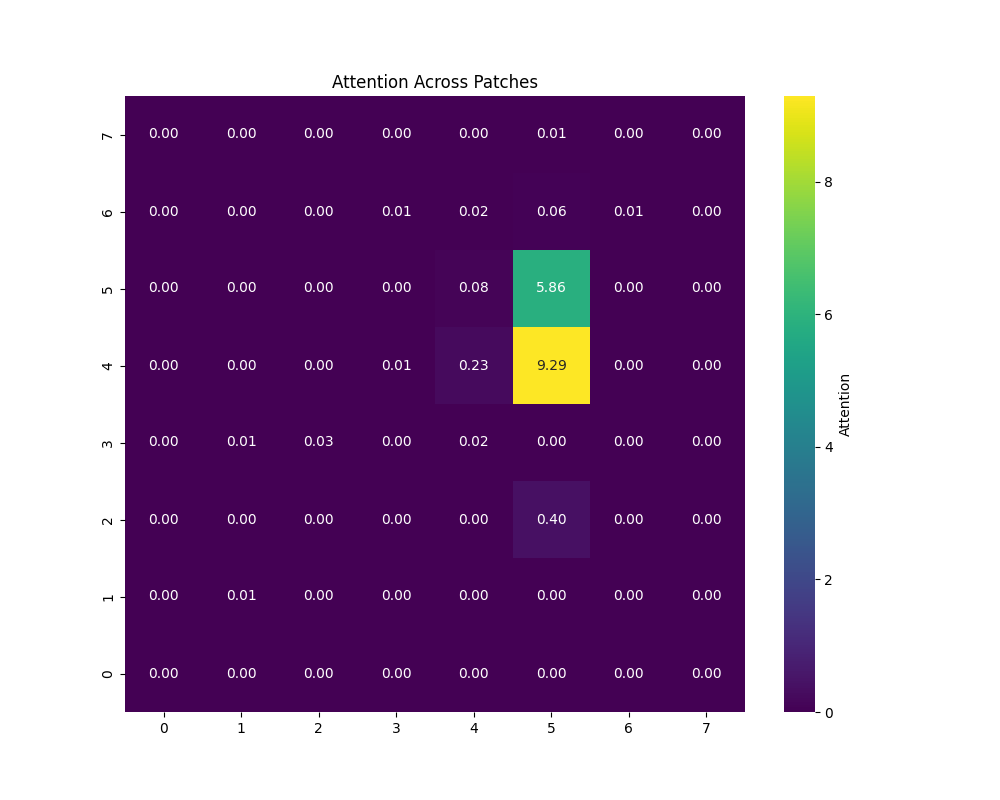 Attention Across Patches
7 0.00 0.00 0.00 0.00 0.00 0.01 0.00 0.00
8
6 0.00 0.00 0.00 0.01 0.02 0.06 0.01 0.00
5 0.00 0.00 0.00 0.00 0.08 5.86 0.00 0.00
6
4 0.00 0.00 0.00 0.01 0.23 9.29 0.00 0.00
Attention
3 0.00 0.01 0.03 0.00 0.02 0.00 0.00 0.00
4
2 0.00 0.00 0.00 0.00 0.00 0.40 0.00 0.00
2
1 0.00 0.01 0.00 0.00 0.00 0.00 0.00 0.00
0 0.00 0.00 0.00 0.00 0.00 0.00 0.00 0.00
0
0 1 2 3 4 5 6 7